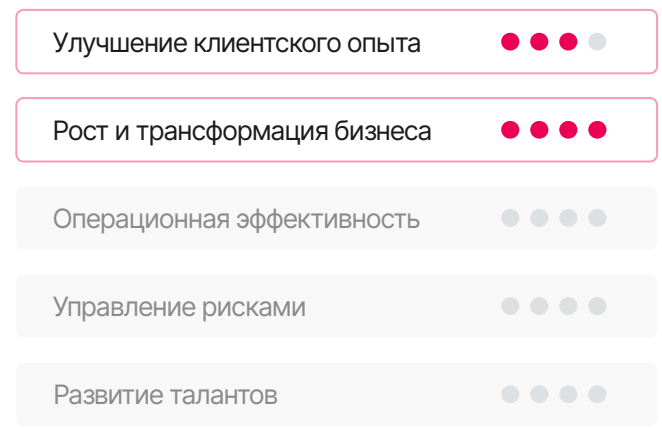 Улучшение клиентского опыта
Рост и трансформация бизнеса
Операционная эффективность
Управление рисками
Развитие талантов